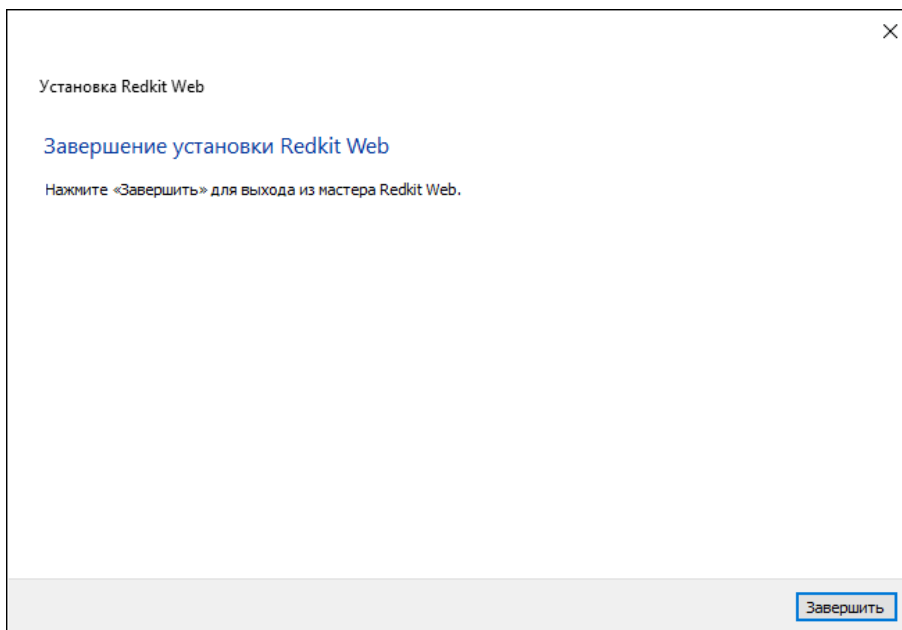 Установка Redkit Web
Завершение установки Redkit Web
Нажмите «Завершить» для выхода из мастера Redkit Web.
Завершить